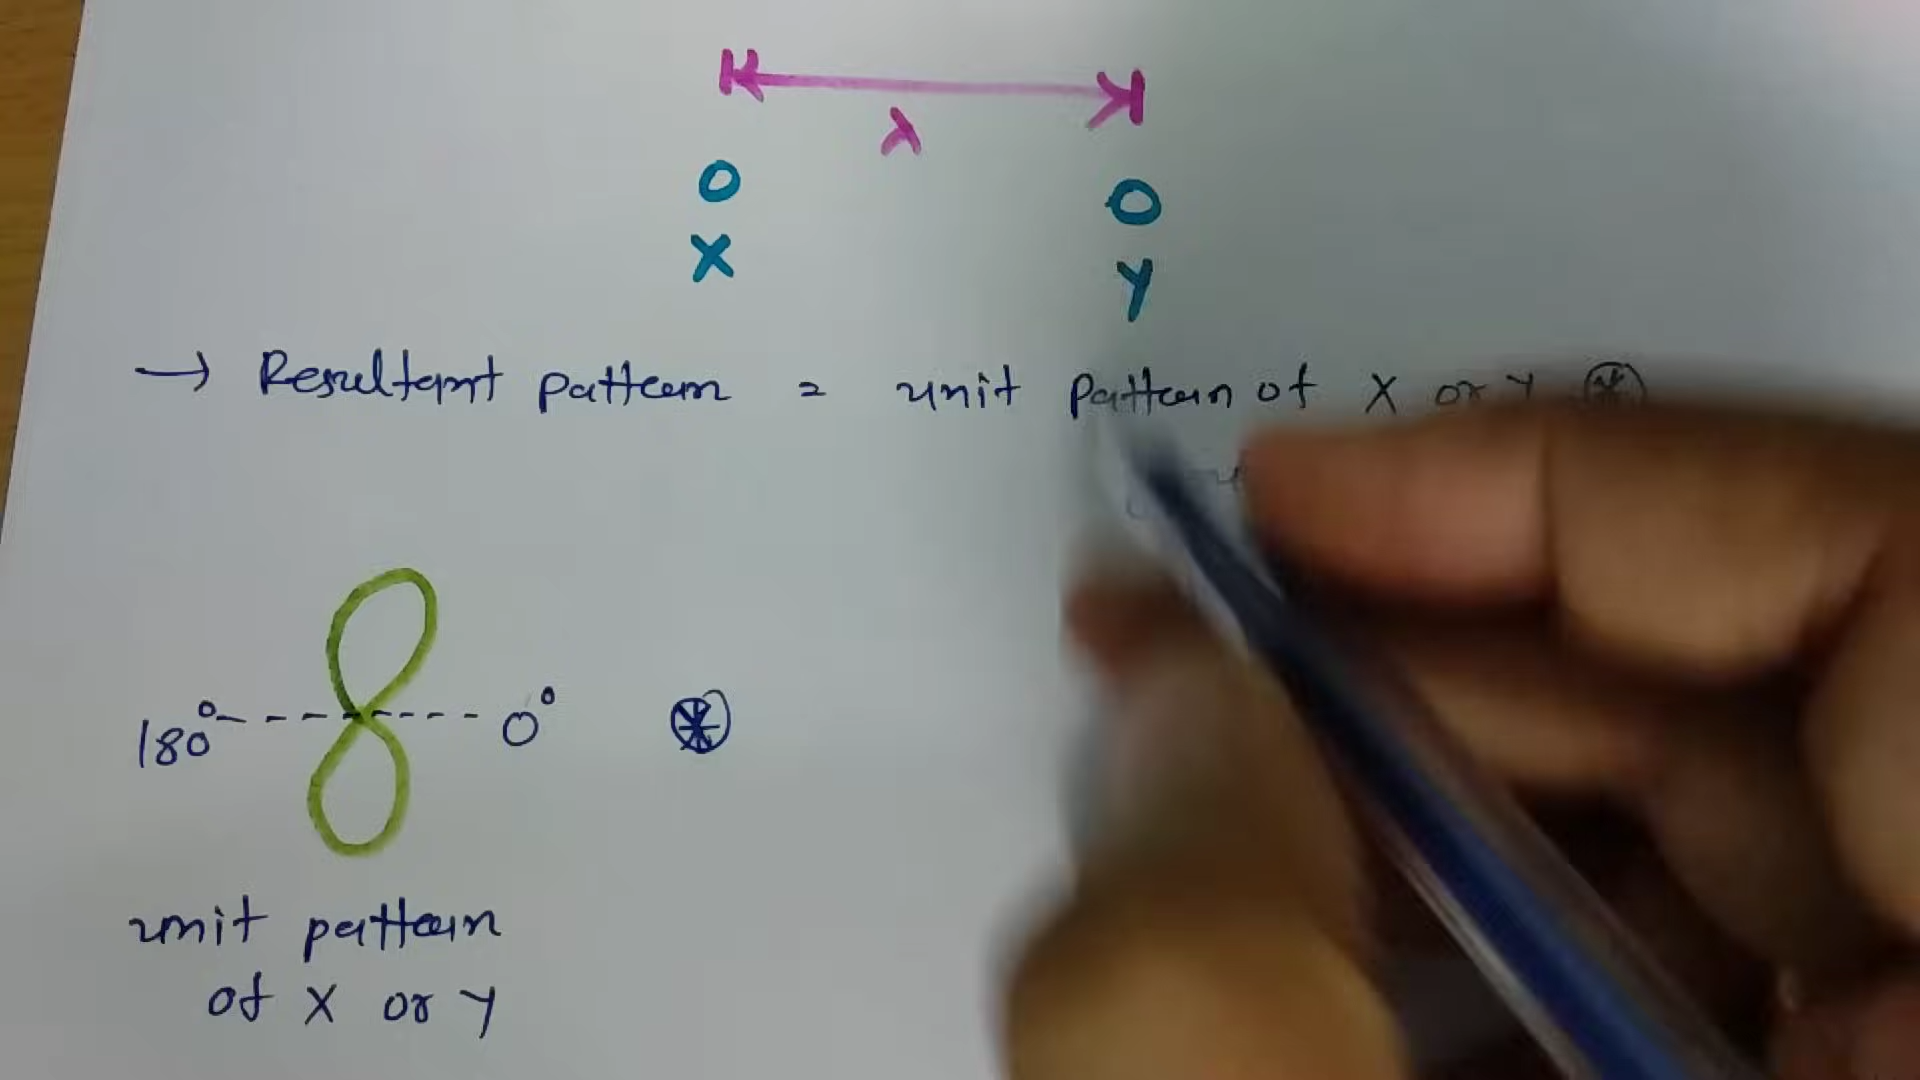 λ
O O
X Y
→ Resultant pattern = unit pattern of X or Y
180° 0°
unit pattern
of X or Y